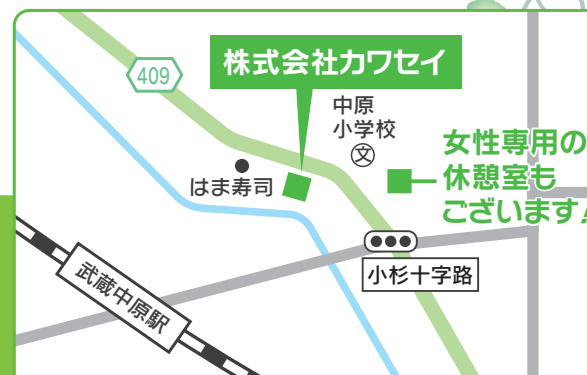 409
株式会社カワセイ
中原
小学校
文
はま寿司
女性専用の
休憩室も
ございます!
小杉十字路
武蔵中原駅